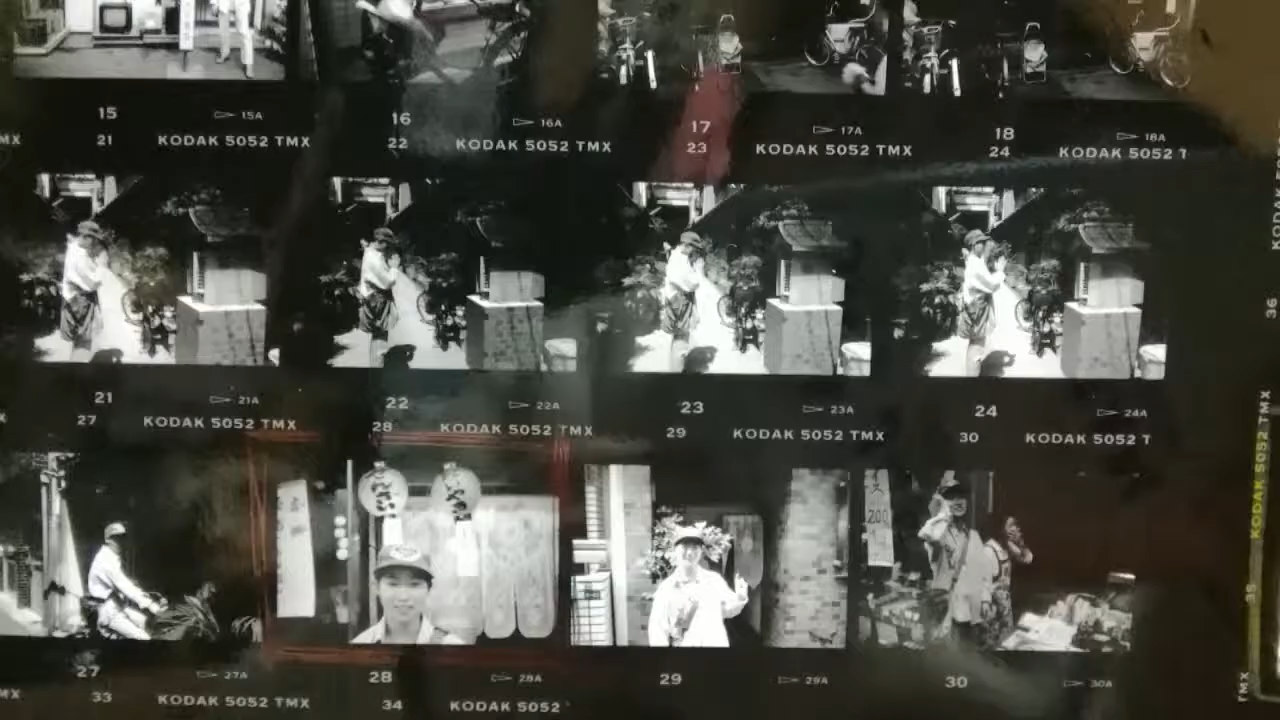 15 ▷ 15A 16 ▷ 16A 17 ▷ 17A 18 ▷ 18A
TMX 21 KODAK 5052 TMX 22 KODAK 5052 TMX 23 KODAK 5052 TMX 24 KODAK 5052 T
21 ▷ 21A 22 ▷ 22A 23 ▷ 23A 24 ▷ 24A
27 KODAK 5052 TMX 28 KODAK 5052 TMX 29 KODAK 5052 TMX 30 KODAK 5052 T
200
27 ▷ 27A 28 ▷ 28A 29 ▷ 29A 30 ▷ 30A
MX 33 KODAK 5052 TMX 34 KODAK 5052
36
KODAK 5052 TMX
35
TMX